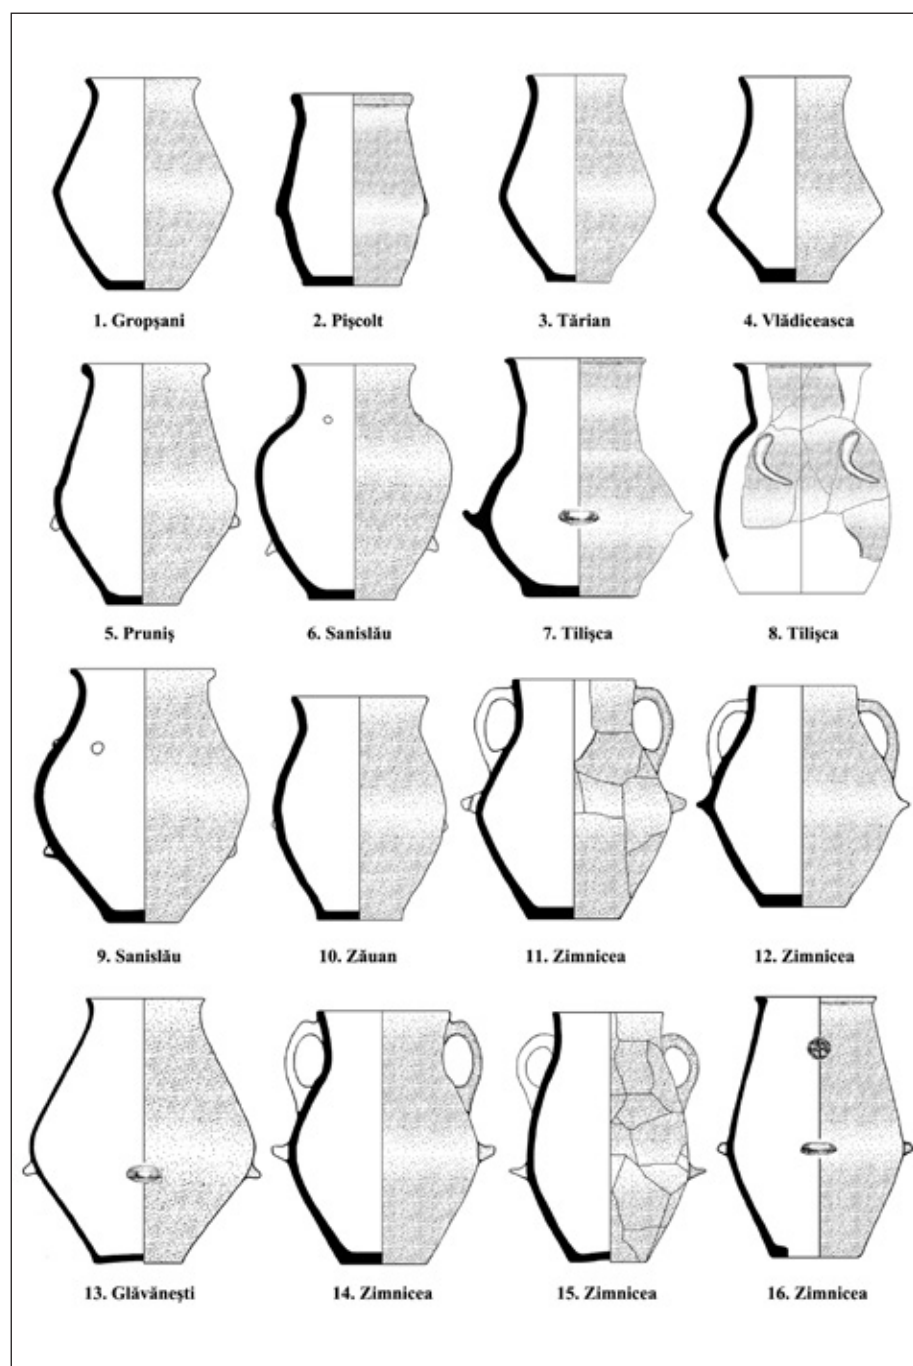 1. Gropşani
2. Pişcolt
3. Tărian
4. Vlădiceasca
5. Pruniş
6. Sanislău
7. Tilişca
8. Tilişca
9. Sanislău
10. Zăuan
11. Zimnicea
12. Zimnicea
13. Glăvăneşti
14. Zimnicea
15. Zimnicea
16. Zimnicea